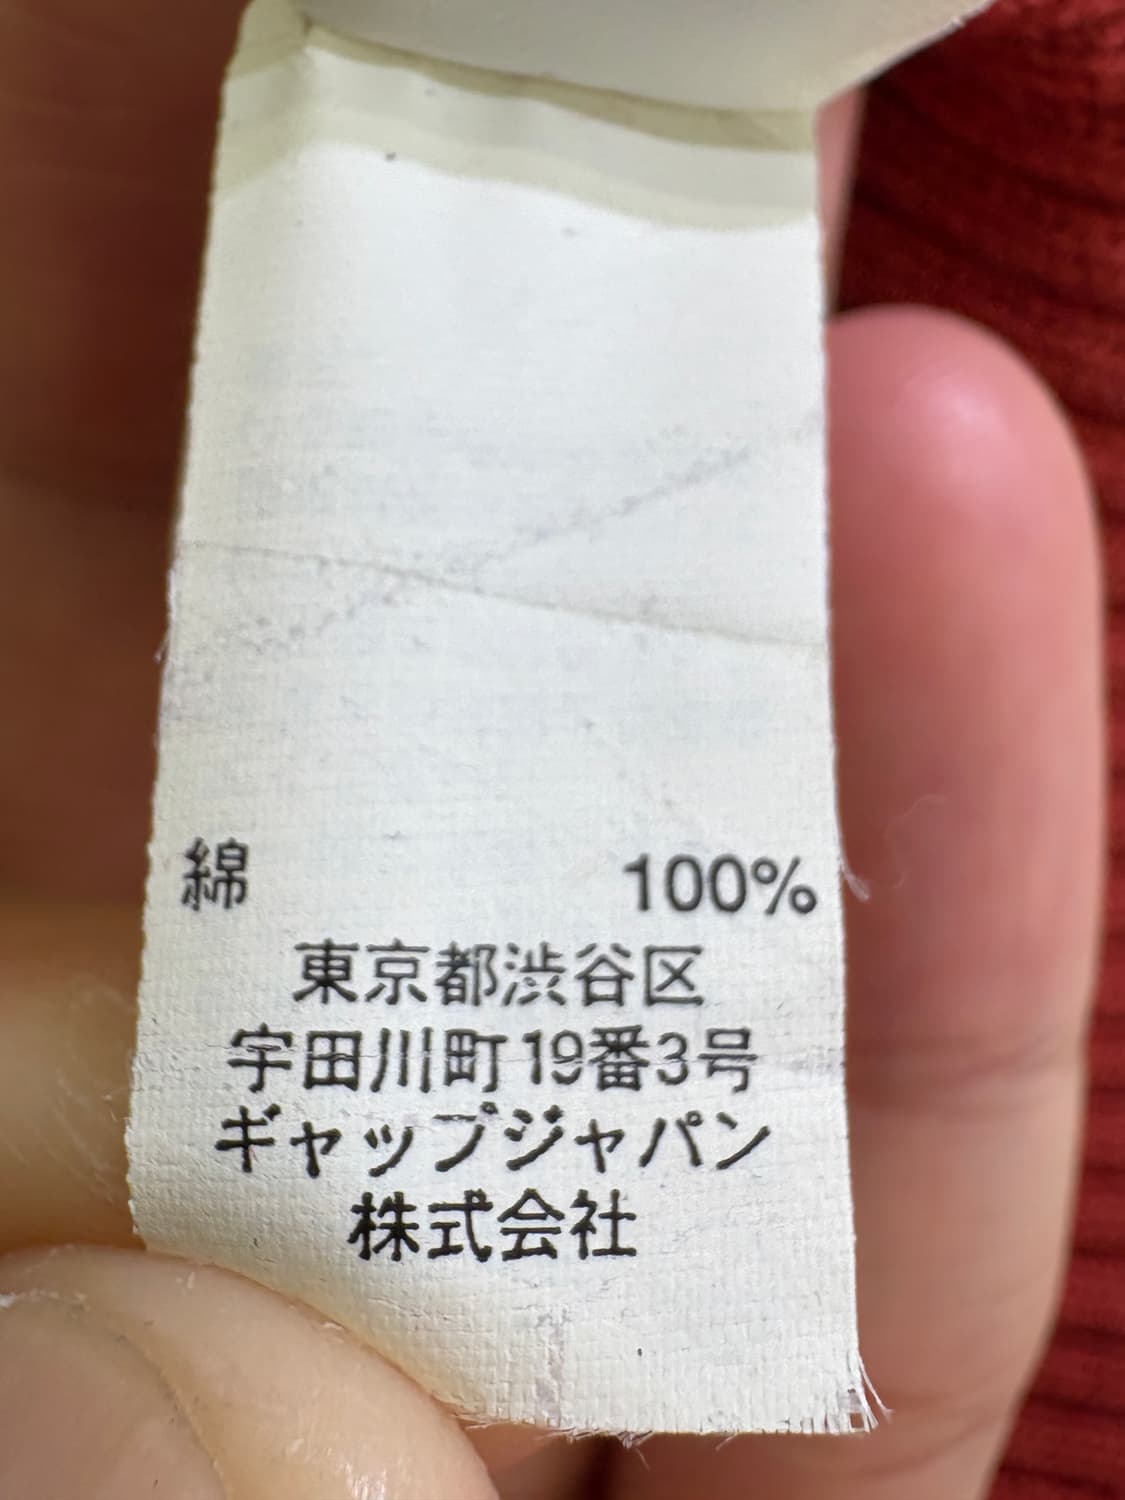 綿 100%
東京都渋谷区
宇田川町19番3号
ギャップジャパン
株式会社